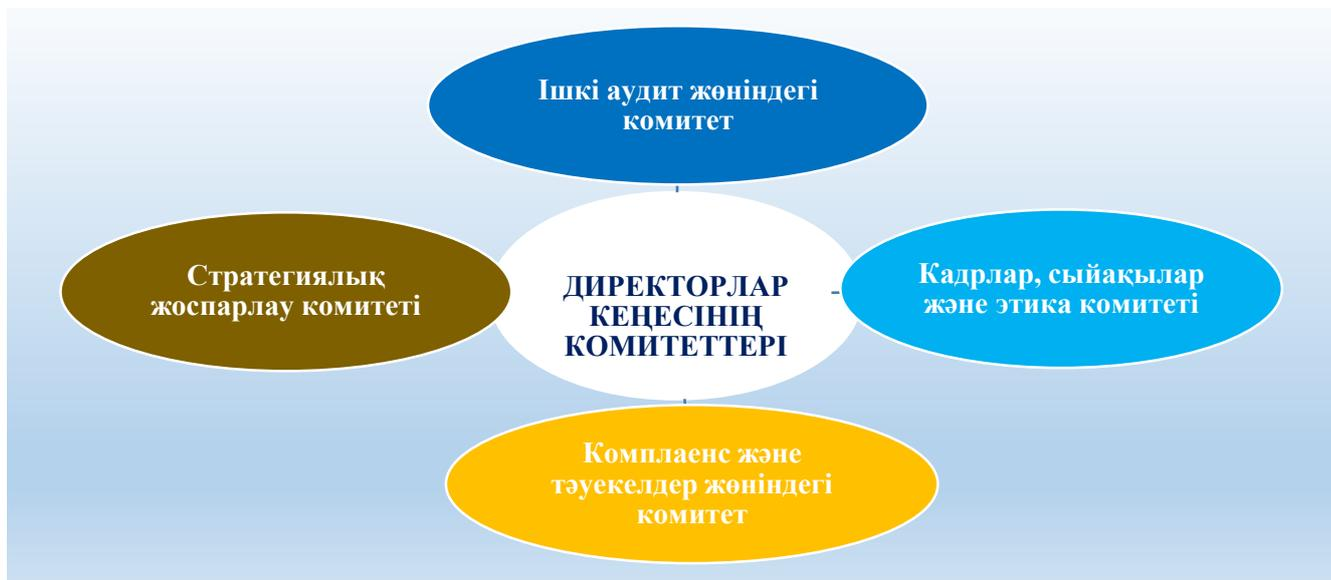 Ішкі аудит жөніндегі
комитет
Стратегиялық
жоспарлау комитеті
ДИРЕКТОРЛАР
КЕҢЕСІНІҢ
КОМИТЕТТЕРІ
Кадрлар, сыйақылар
және этика комитеті
Комплаенс және
тәуекелдер жөніндегі
комитет